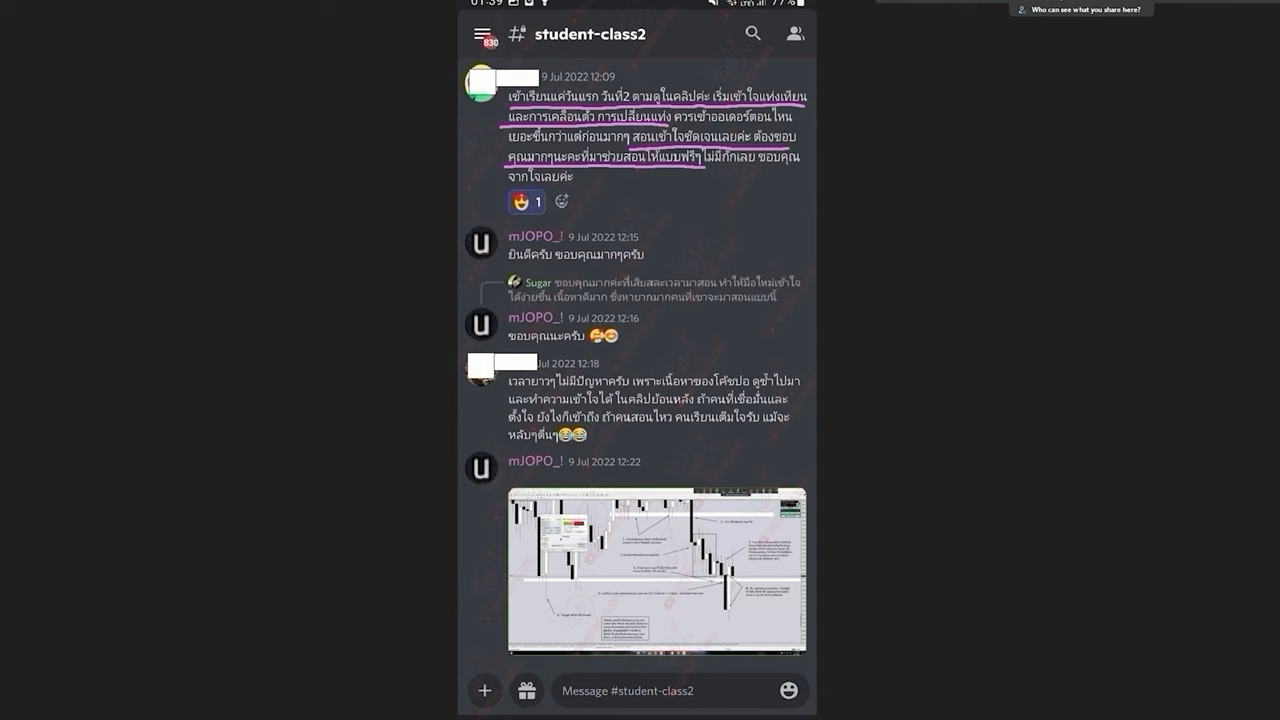 Who can see what you share here?
01:39
77%
830
student-class2
9 Jul 2022 12:09
เข้าเรียนแค่วันแรก วันที่2 ตามดูในคลิปค่ะ เริ่มเข้าใจแท่งเทียน
และการเคลื่อนตัว การเปลี่ยนแท่ง ควรเข้าออเดอร์ตอนไหน
เยอะขึ้นกว่าแต่ก่อนมากๆ สอนเข้าใจชัดเจนเลยค่ะ ต้องขอบ
คุณมากๆนะคะที่มาช่วยสอนให้แบบฟรีๆไม่มีกั๊กเลย ขอบคุณ
จากใจเลยค่ะ
1
mJOPO_! 9 Jul 2022 12:15
ยินดีครับ ขอบคุณมากๆครับ
Sugar ขอบคุณมากค่ะที่เสียสละเวลามาสอน ทำให้มือใหม่เข้าใจ
ได้ง่ายขึ้น เนื้อหาดีมาก ซึ่งหายากมากคนที่เขาจะมาสอนแบบนี้
mJOPO_! 9 Jul 2022 12:16
ขอบคุณนะครับ
Jul 2022 12:18
เวลายาวๆไม่มีปัญหาครับ เพราะเนื้อหาของโค๊ชปอ ดูซ้ำไปมา
และทำความเข้าใจได้ ในคลิปย้อนหลัง ถ้าคนที่เชื่อมั่นและ
ตั้งใจ ยังไงก็เข้าถึง ถ้าคนสอนไหว คนเรียนเต็มใจรับ แม้จะ
หลับๆตื่นๆ
mJOPO_! 9 Jul 2022 12:22
Message #student-class2